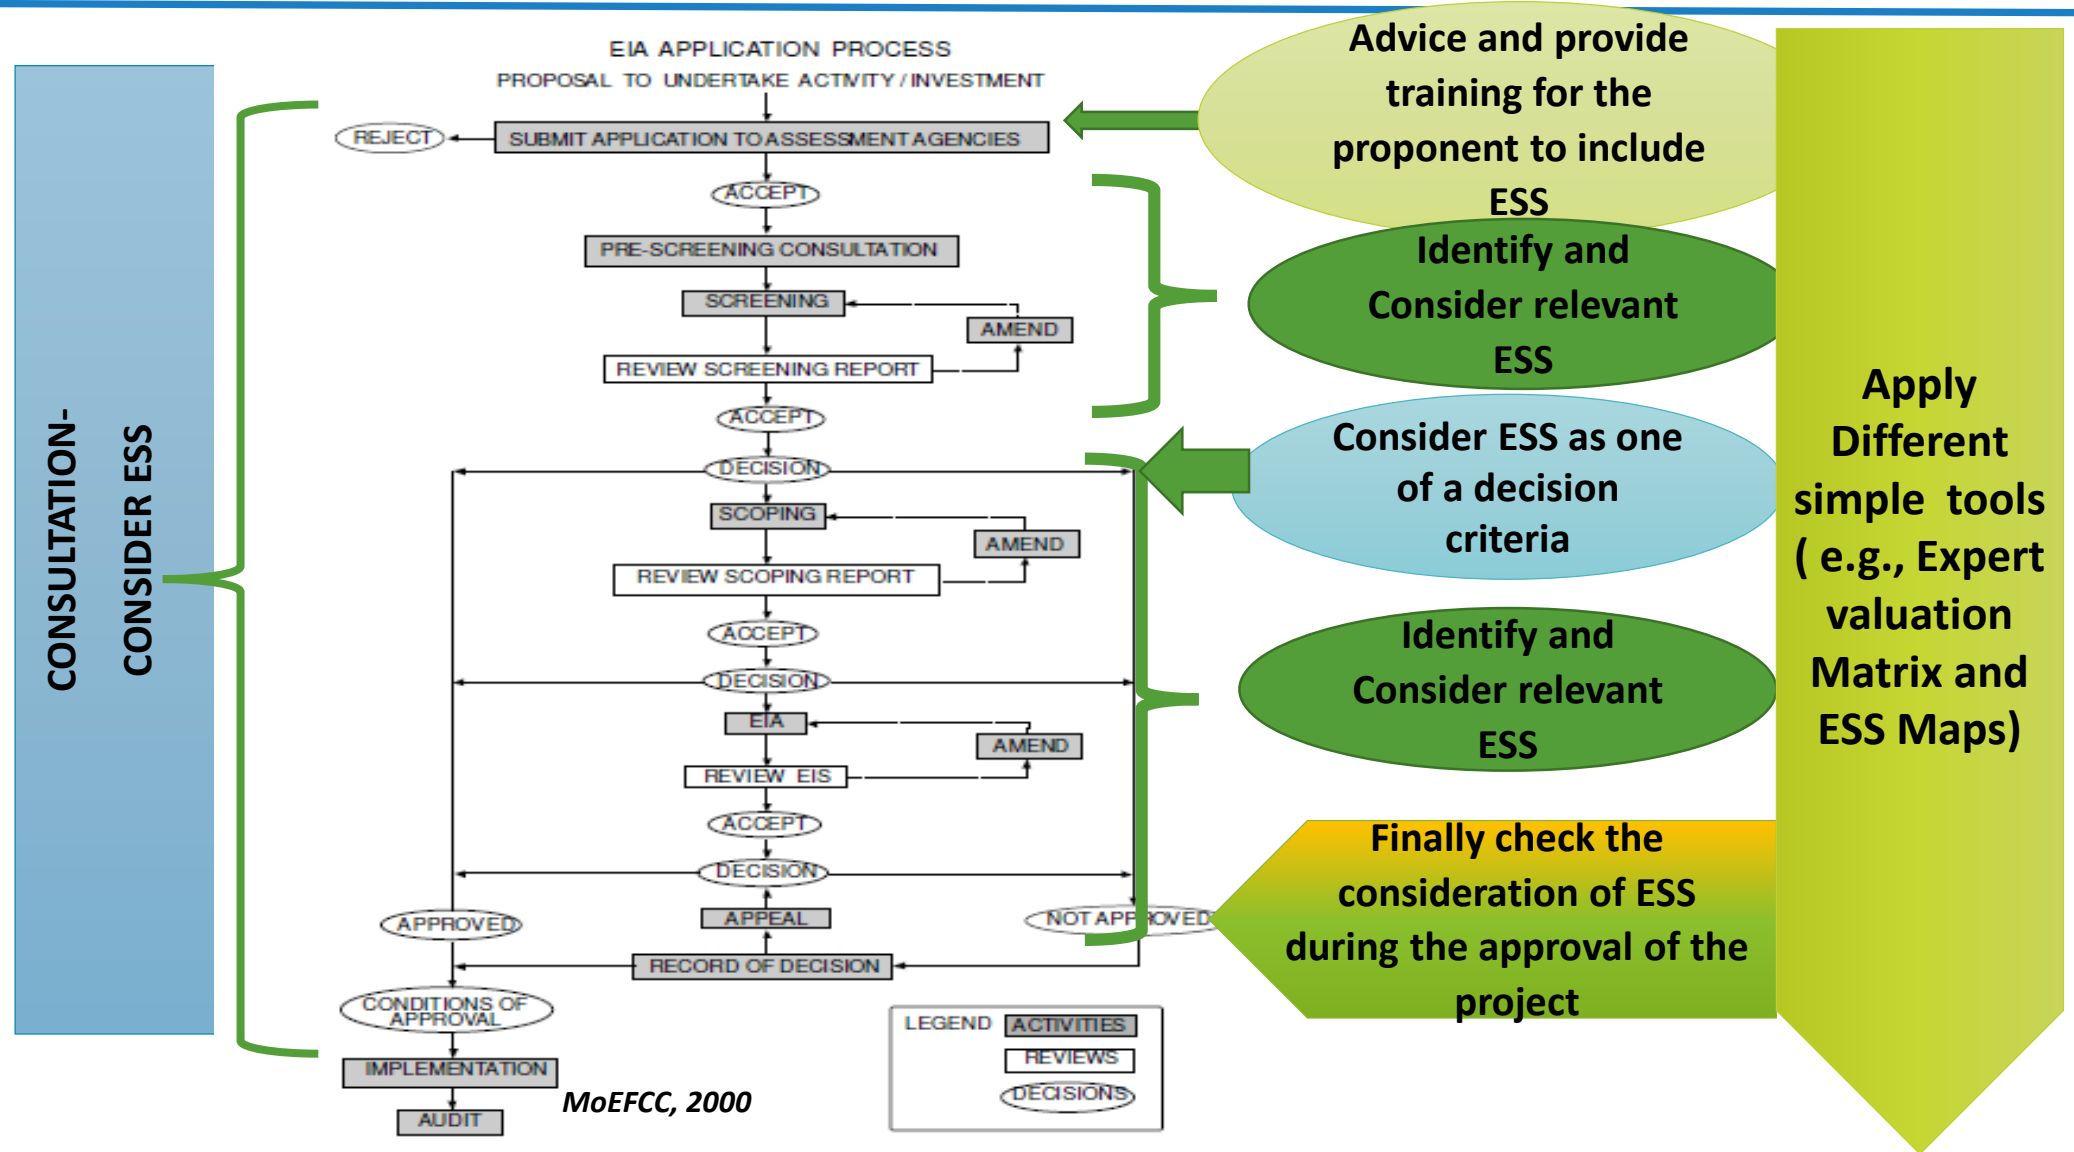 EIA APPLICATION PROCESS
PROPOSAL TO UNDERTAKE ACTIVITY / INVESTMENT
REJECT
SUBMIT APPLICATION TO ASSESSMENT AGENCIES
ACCEPT
PRE-SCREENING CONSULTATION
SCREENING
AMEND
REVIEW SCREENING REPORT
ACCEPT
DECISION
SCOPING
AMEND
REVIEW SCOPING REPORT
ACCEPT
DECISION
EIA
AMEND
REVIEW EIS
ACCEPT
DECISION
APPROVED
APPEAL
NOT APPROVED
RECORD OF DECISION
CONDITIONS OF
APPROVAL
IMPLEMENTATION
AUDIT
MoEFCC, 2000
LEGEND
ACTIVITIES
REVIEWS
DECISIONS
CONSULTATION-
CONSIDER ESS
Advice and provide
training for the
proponent to include
ESS
Identify and
Consider relevant
ESS
Consider ESS as one
of a decision
criteria
Identify and
Consider relevant
ESS
Finally check the
consideration of ESS
during the approval of the
project
Apply
Different
simple tools
( e.g., Expert
valuation
Matrix and
ESS Maps)